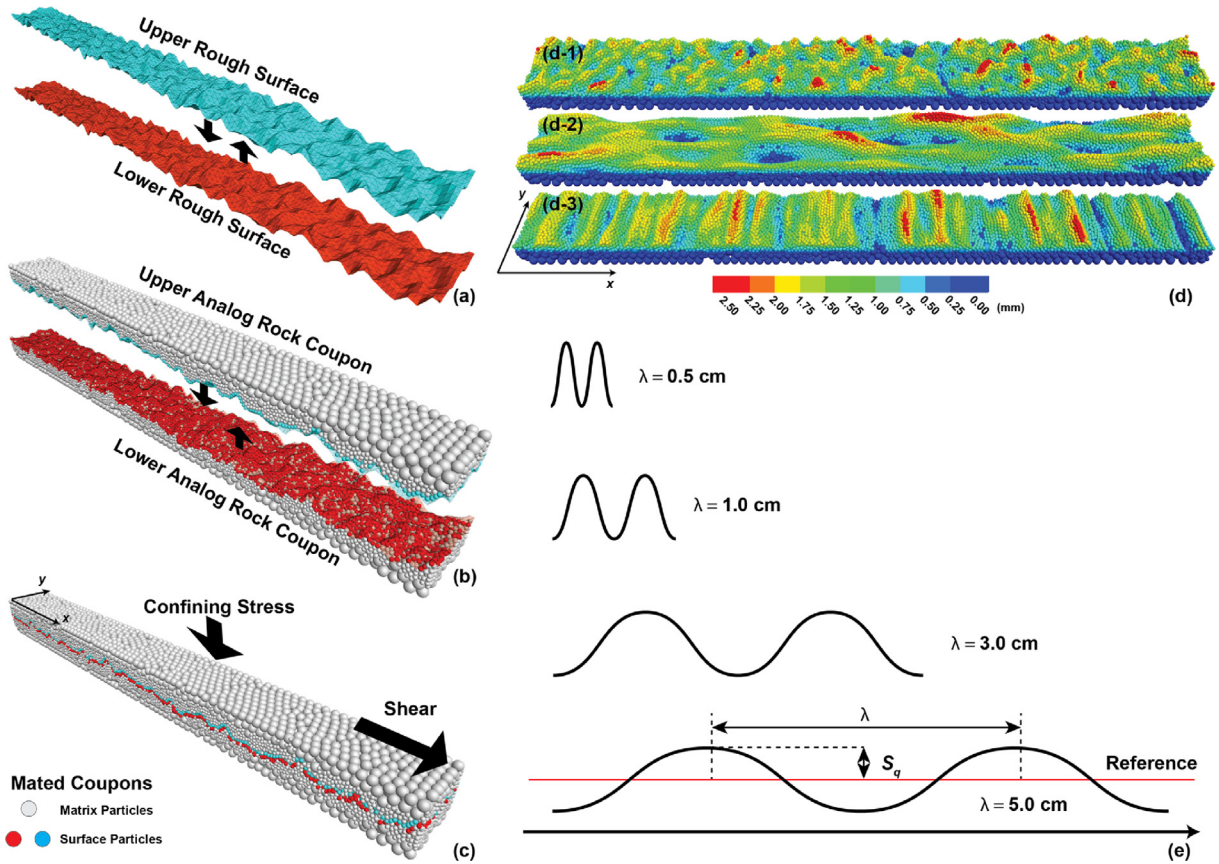 Upper Rough Surface
Lower Rough Surface
(a)
Upper Analog Rock Coupon
Lower Analog Rock Coupon
(b)
y
x
Confining Stress
Shear
Mated Coupons
Matrix Particles
Surface Particles
(c)
(d-1)
(d-2)
(d-3)
y
x
2.50
2.25
2.00
1.75
1.50
1.25
1.00
0.75
0.50
0.25
0.00
(mm)
(d)
λ = 0.5 cm
λ = 1.0 cm
λ = 3.0 cm
λ
Sq
Reference
λ = 5.0 cm
(e)